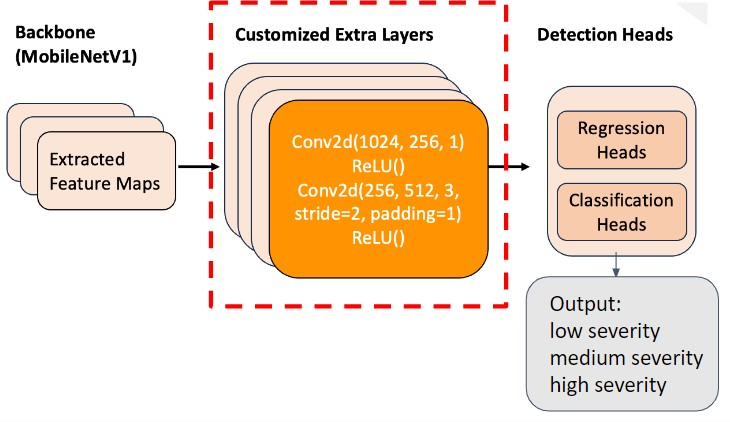 Backbone
(MobileNetV1)
Customized Extra Layers
Detection Heads
Extracted
Feature Maps
Conv2d(1024, 256, 1)
ReLU()
Conv2d(256, 512, 3,
stride=2, padding=1)
ReLU()
Regression
Heads
Classification
Heads
Output:
low severity
medium severity
high severity